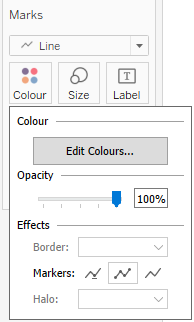 Marks
Line
Colour Size Label
Colour
Edit Colours...
Opacity
100%
Effects
Border:
Markers:
Halo: